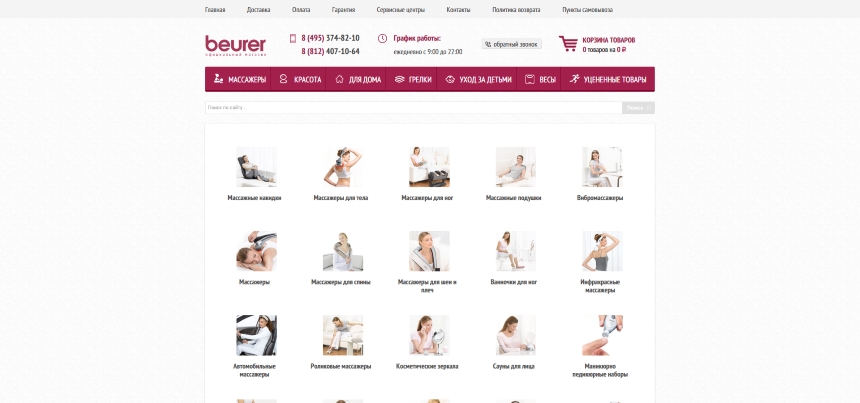 Главная Доставка Оплата Гарантия Сервисные центры Контакты Политика возврата Пункты самовывоза
beurer
официальный магазин
8 (495) 374-82-10
8 (812) 407-10-64
График работы:
ежедневно с 9:00 до 22:00
обратный звонок
КОРЗИНА ТОВАРОВ
0 товаров на 0 ₽
МАССАЖЕРЫ КРАСОТА ДЛЯ ДОМА ГРЕЛКИ УХОД ЗА ДЕТЬМИ ВЕСЫ УЦЕНЕННЫЕ ТОВАРЫ
Поиск по сайту... Поиск
Массажные накидки Массажеры для тела Массажеры для ног Массажные подушки Вибромассажеры
Массажеры Массажеры для спины Массажеры для шеи и плеч Ванночки для ног Инфракрасные массажеры
Автомобильные массажеры Роликовые массажеры Косметические зеркала Сауны для лица Маникюрно педикюрные наборы